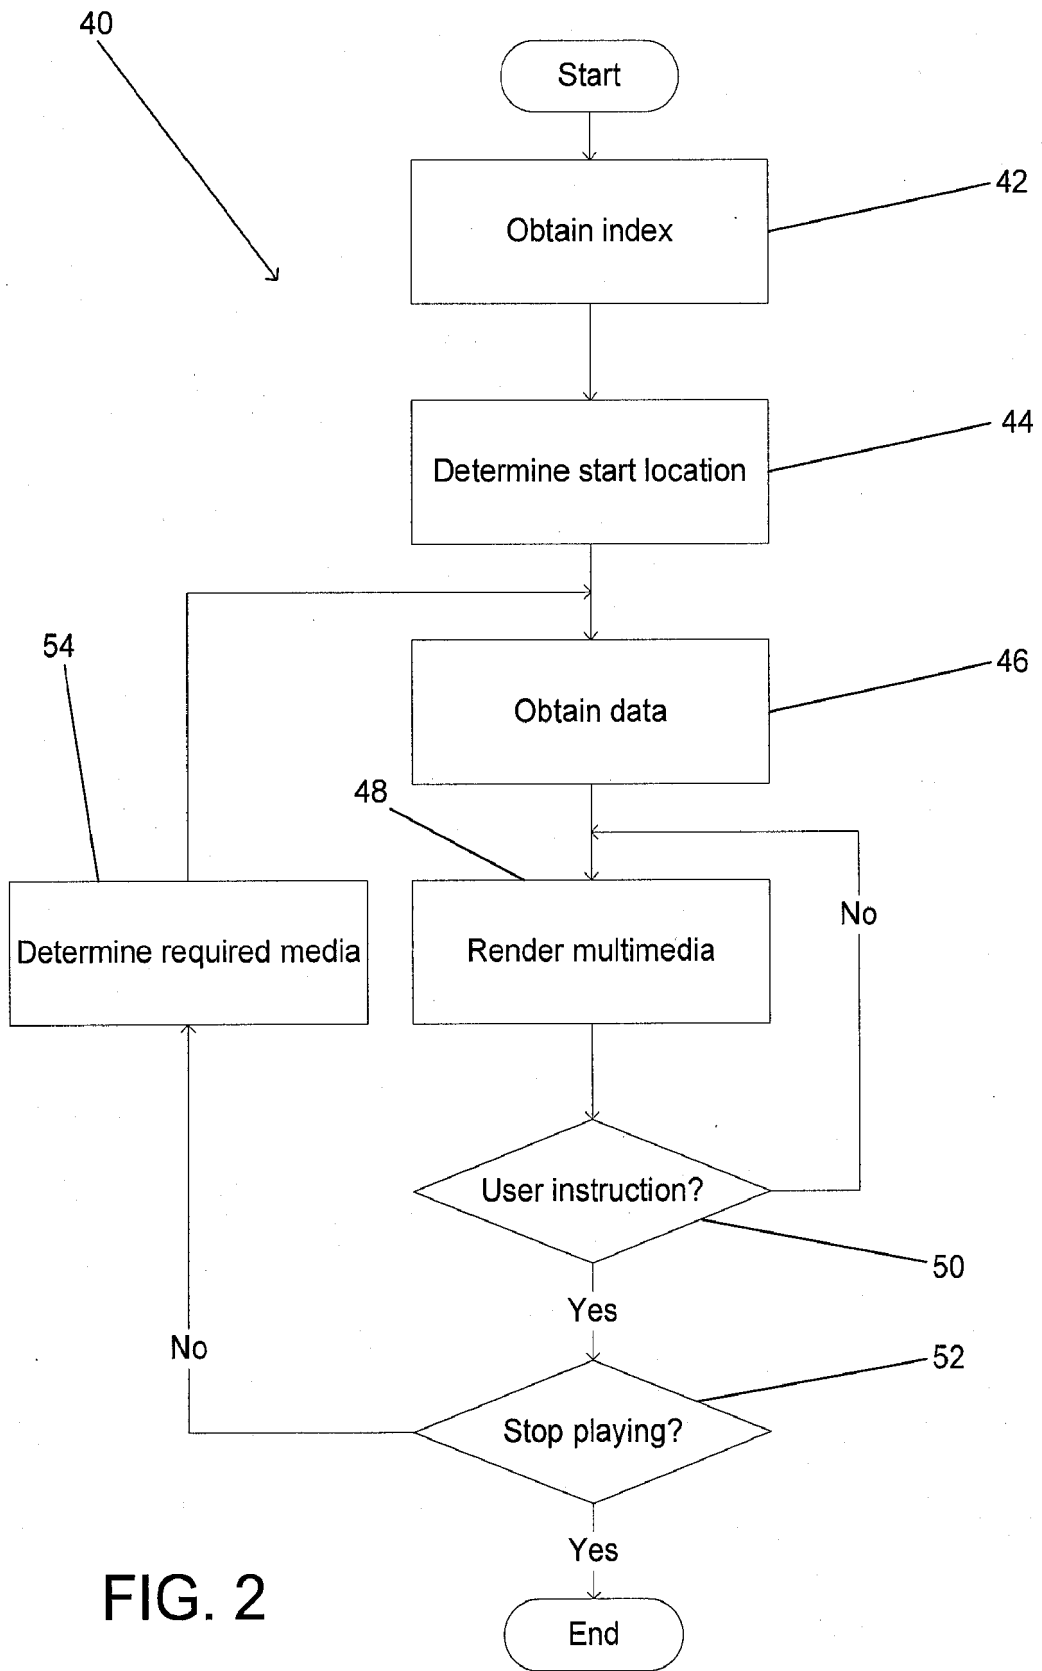 40
Start
42
Obtain index
44
Determine start location
54
46
Obtain data
48
No
Determine required media
Render multimedia
User instruction?
50
Yes
No
52
Stop playing?
Yes
FIG. 2
End